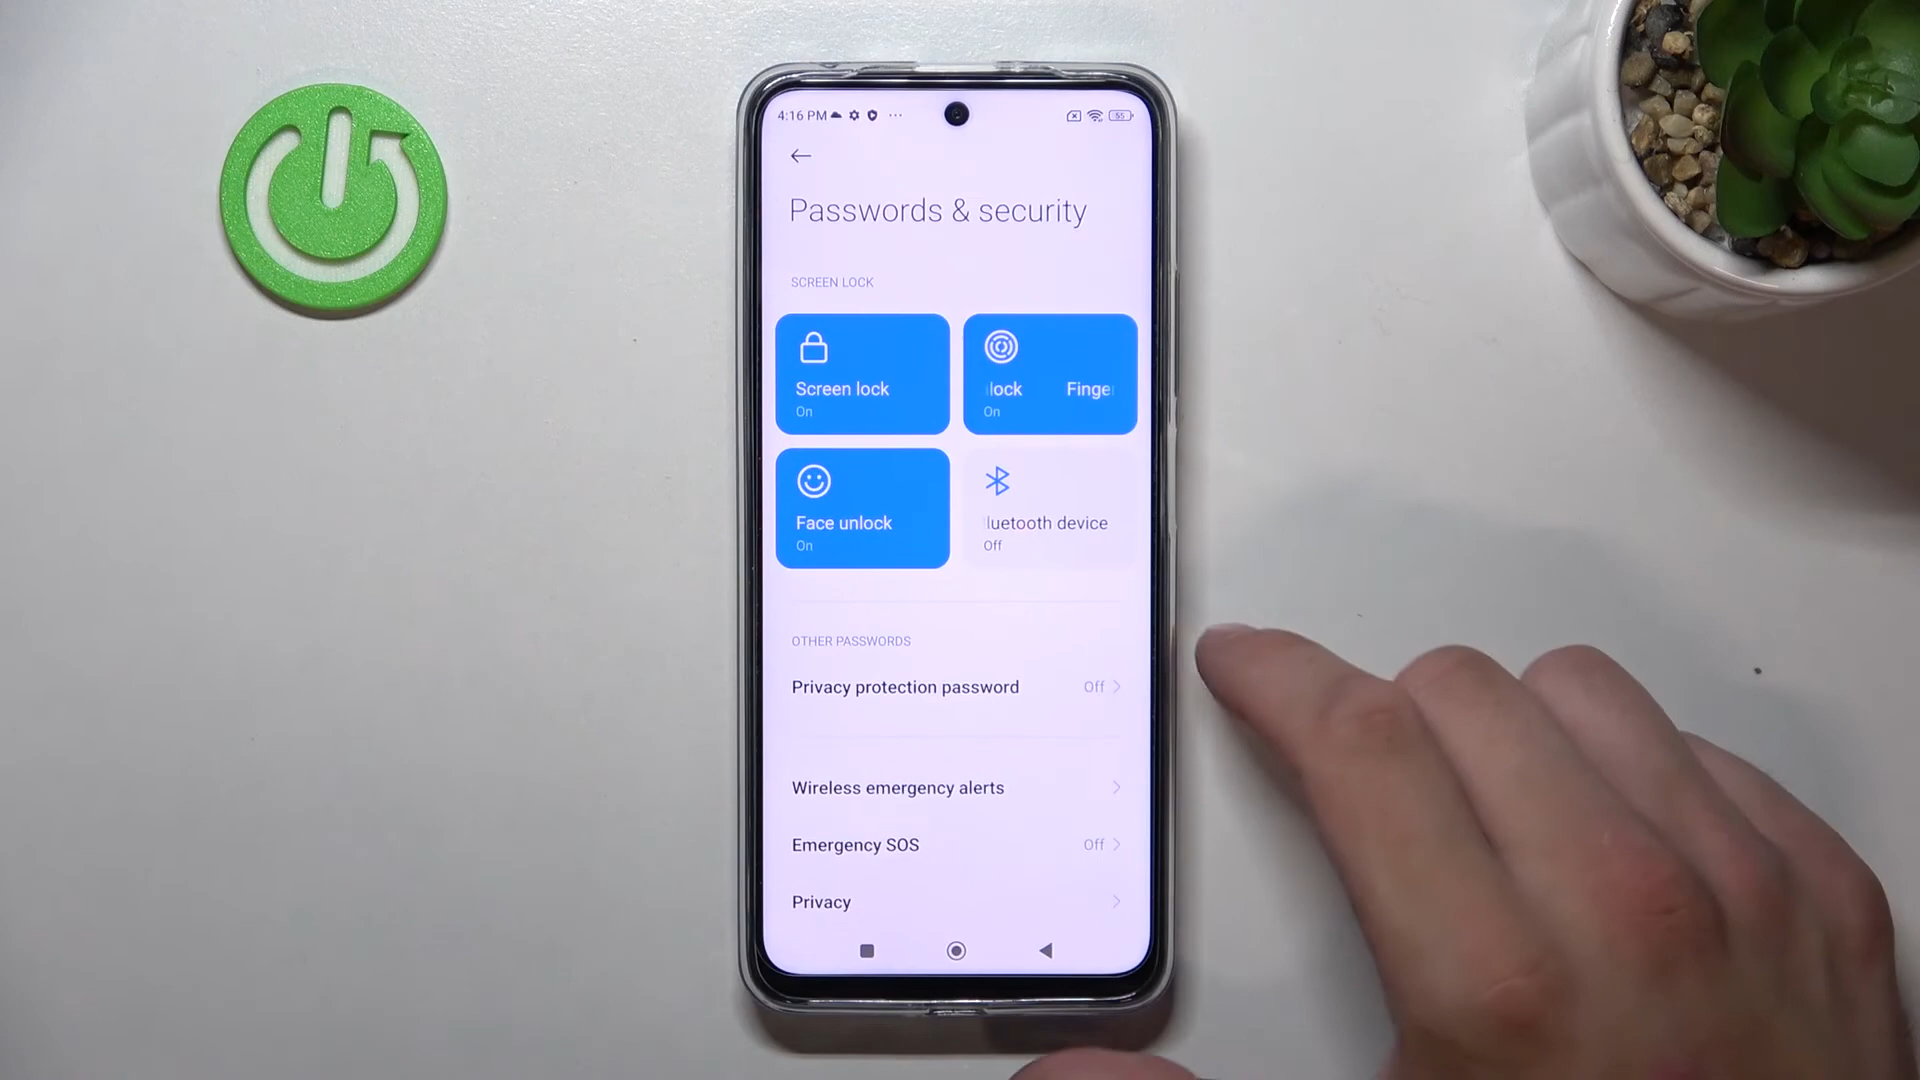 4:16 PM ... 55
Passwords & security
SCREEN LOCK
Screen lock
On
lock Finge
On
Face unlock
On
luetooth device
Off
OTHER PASSWORDS
Privacy protection password Off
Wireless emergency alerts
Emergency SOS Off
Privacy